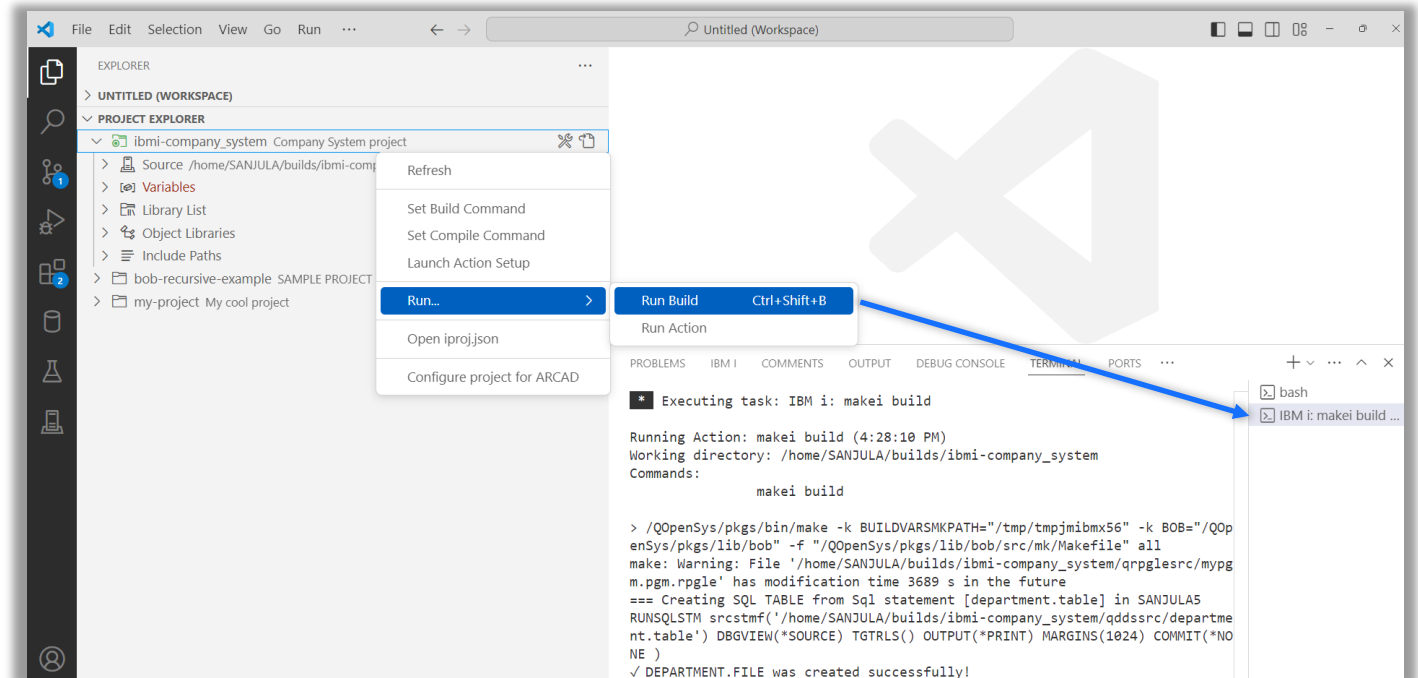 File Edit Selection View Go Run ··· Untitled (Workspace)
EXPLORER ···
UNTITLED (WORKSPACE)
PROJECT EXPLORER
ibmi-company_system Company System project
Source /home/SANJULA/builds/ibmi-comp
Variables
Library List
Object Libraries
Include Paths
bob-recursive-example SAMPLE PROJECT
my-project My cool project
1
2
Refresh
Set Build Command
Set Compile Command
Launch Action Setup
Run...
Open iproj.json
Configure project for ARCAD
Run Build Ctrl+Shift+B
Run Action
PROBLEMS IBM I COMMENTS OUTPUT DEBUG CONSOLE TERMINAL PORTS ···
bash
IBM i: makei build ...
* Executing task: IBM i: makei build
Running Action: makei build (4:28:10 PM)
Working directory: /home/SANJULA/builds/ibmi-company_system
Commands:
makei build
> /QOpenSys/pkgs/bin/make -k BUILDVARSMKPATH="/tmp/tmpjmibmx56" -k BOB="/QOp
enSys/pkgs/lib/bob" -f "/QOpenSys/pkgs/lib/bob/src/mk/Makefile" all
make: Warning: File '/home/SANJULA/builds/ibmi-company_system/qrpglesrc/mypg
m.pgm.rpgle' has modification time 3689 s in the future
=== Creating SQL TABLE from Sql statement [department.table] in SANJULA5
RUNSQLSTM srcstmf('/home/SANJULA/builds/ibmi-company_system/qddssrc/departme
nt.table') DBGVIEW(*SOURCE) TGTRLS() OUTPUT(*PRINT) MARGINS(1024) COMMIT(*NO
NE )
✓ DEPARTMENT.FILE was created successfully!